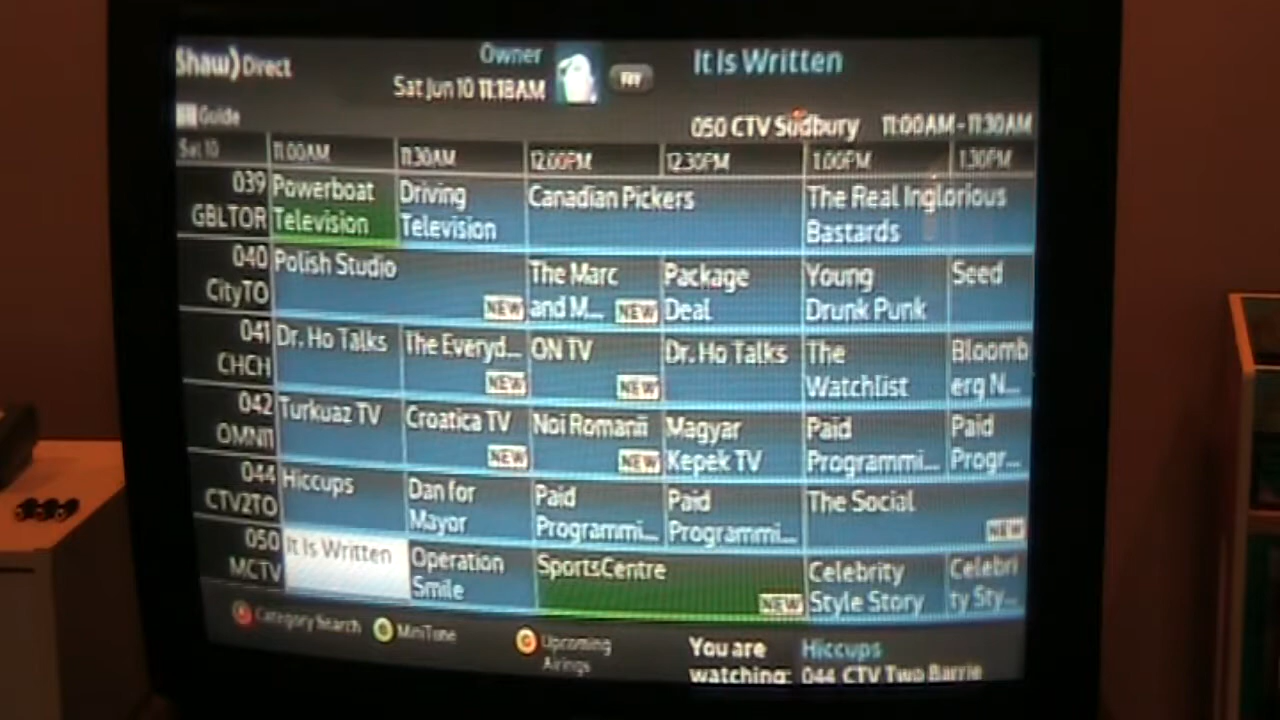 Shaw) Direct
Owner
Sat Jun 10 11:18AM
It Is Written
Guide
050 CTV Sudbury 11:00AM - 11:30AM
Sat 10 11:00AM 11:30AM 12:00PM 12:30PM 1:00PM 1:30PM
039 Powerboat Driving Canadian Pickers The Real Inglorious
GBLTOR Television Television Bastards
040 Polish Studio The Marc Package Young Seed
CityTO NEW and M... NEW Deal Drunk Punk
041 Dr. Ho Talks The Everyd... ON TV Dr. Ho Talks The Bloomb
CHCH NEW NEW Watchlist erg N...
042 Turkuaz TV Croatica TV Noi Romanii Magyar Paid Paid
OMNI1 NEW NEW Kepek TV Programmi... Progr...
044 Hiccups Dan for Paid Paid The Social
CTV2TO Mayor Programmi... Programmi... NEW
050 It Is Written Operation SportsCentre Celebrity Celebri
MCTV Smile NEW Style Story ty Sty...
Category Search MiniTune Upcoming
Airings
You are Hiccups
watching: 044 CTV Two Barrie